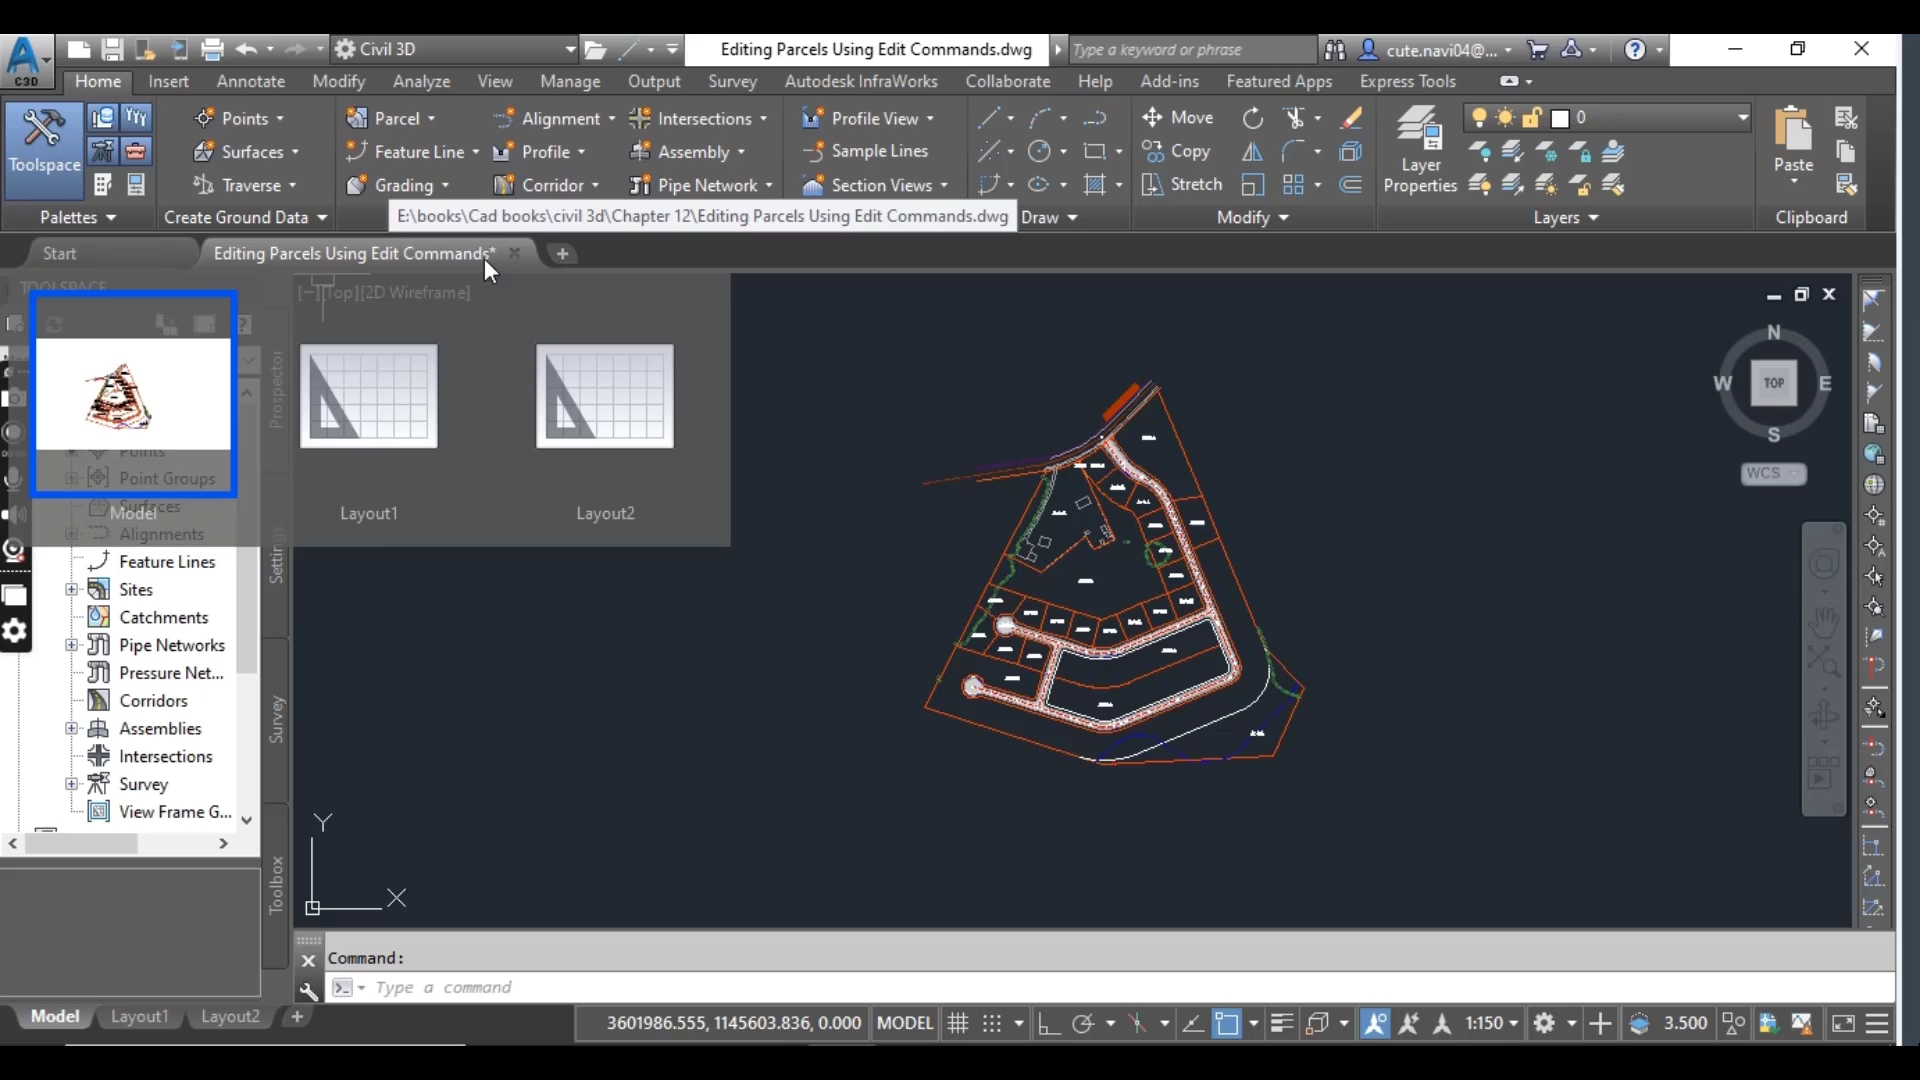 Civil 3D
Editing Parcels Using Edit Commands.dwg
Type a keyword or phrase
cute.navi04@...
C3D
Home Insert Annotate Modify Analyze View Manage Output Survey Autodesk InfraWorks Collaborate Help Add-ins Featured Apps Express Tools
Points Parcel Alignment Intersections Profile View Move 0
Toolspace Surfaces Feature Line Profile Assembly Sample Lines Copy Layer Properties Paste
Traverse Grading Corridor Pipe Network Section Views Stretch
Palettes Create Ground Data Draw Modify Layers Clipboard
E:\books\Cad books\civil 3d\Chapter 12\Editing Parcels Using Edit Commands.dwg
Start Editing Parcels Using Edit Commands*
TOOLSPACE
[−][Top][2D Wireframe]
N
W TOP E
S
WCS
Prospector
Settings
Survey
Toolbox
Points
Point Groups
Surfaces
Model Layout1 Layout2
Alignments
Feature Lines
Sites
Catchments
Pipe Networks
Pressure Net...
Corridors
Assemblies
Intersections
Survey
View Frame G...
Y
X
Command:
Type a command
Model Layout1 Layout2
3601986.555, 1145603.836, 0.000 MODEL 1:150 3.500